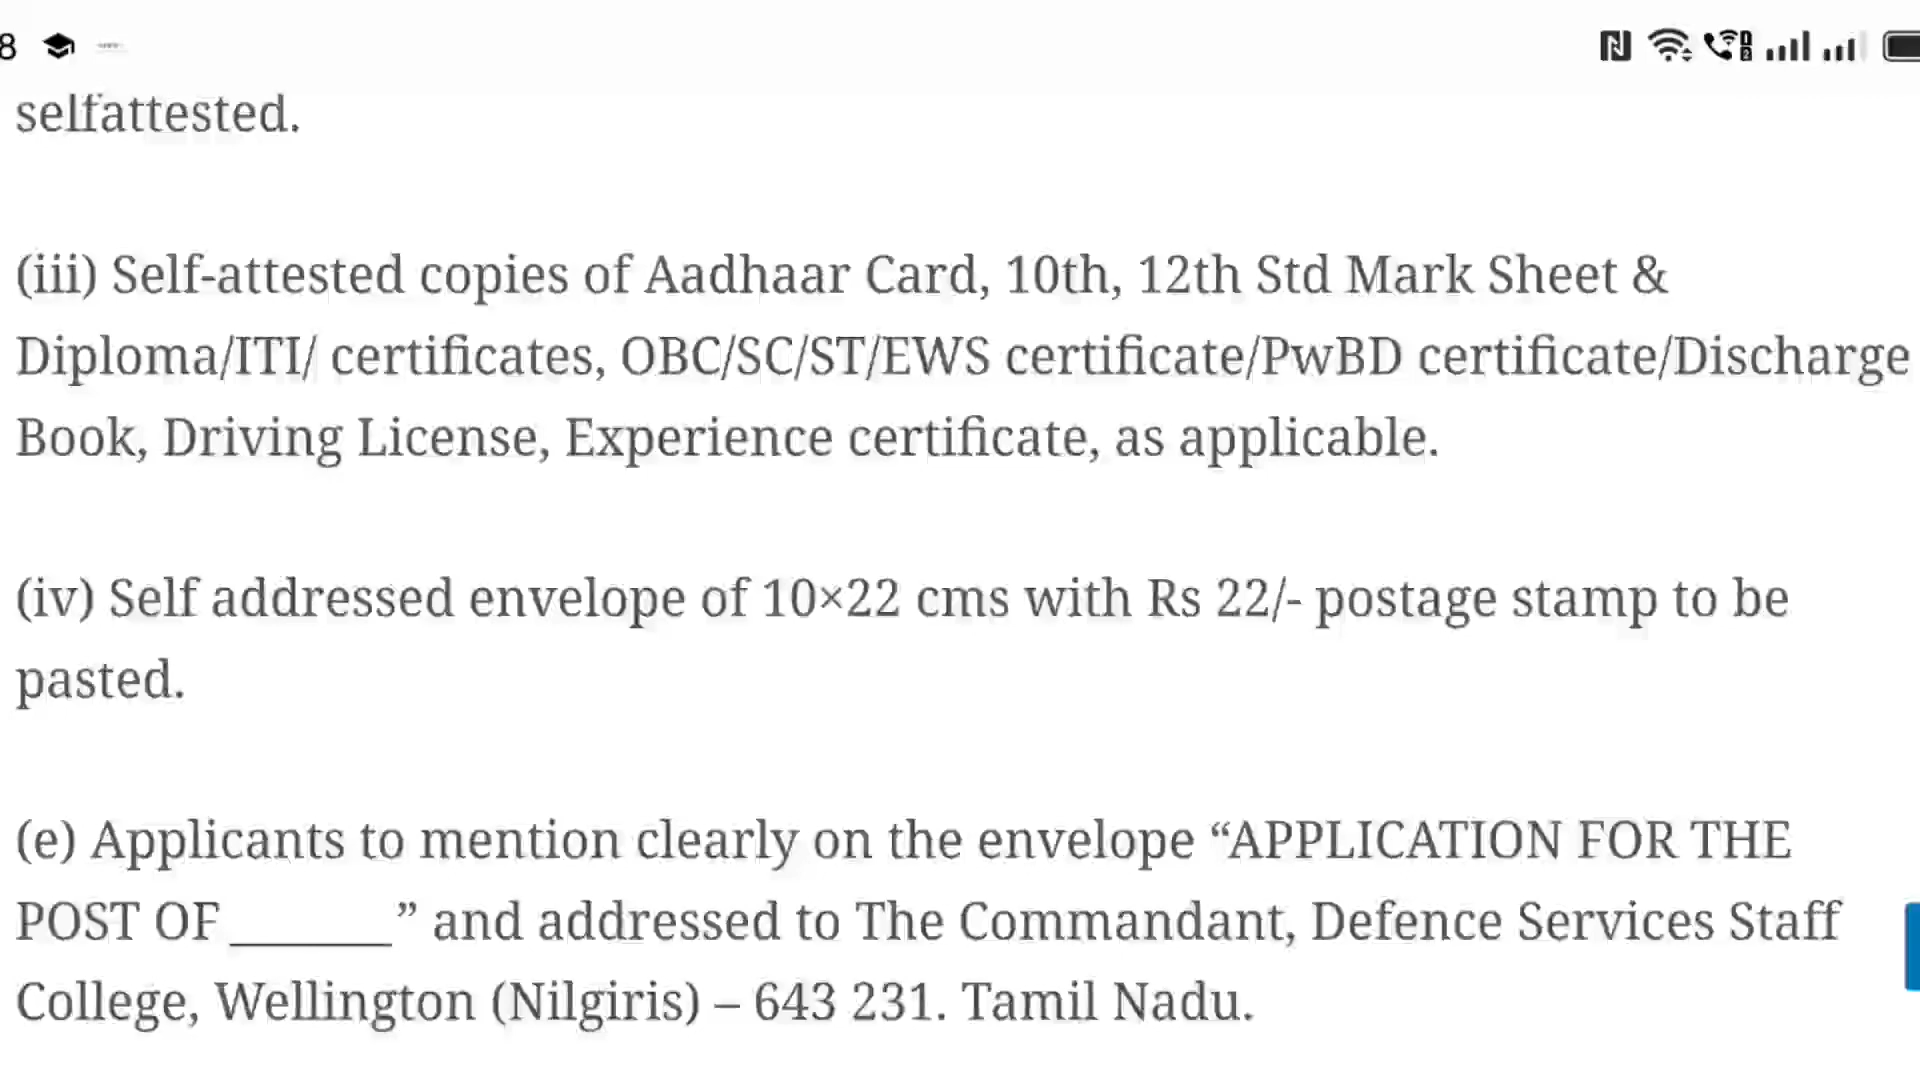 8
selfattested.
(iii) Self-attested copies of Aadhaar Card, 10th, 12th Std Mark Sheet &
Diploma/ITI/ certificates, OBC/SC/ST/EWS certificate/PwBD certificate/Discharge
Book, Driving License, Experience certificate, as applicable.
(iv) Self addressed envelope of 10×22 cms with Rs 22/- postage stamp to be
pasted.
(e) Applicants to mention clearly on the envelope “APPLICATION FOR THE
POST OF_______” and addressed to The Commandant, Defence Services Staff
College, Wellington (Nilgiris) – 643 231. Tamil Nadu.